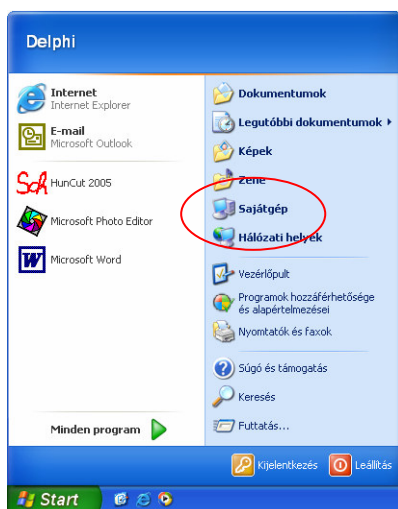 Delphi
Internet
Internet Explorer
E-mail
Microsoft Outlook
HunCut 2005
Microsoft Photo Editor
Microsoft Word
Minden program
Dokumentumok
Legutóbbi dokumentumok
Képek
Zene
Sajátgép
Hálózati helyek
Vezérlőpult
Programok hozzáférhetősége
és alapértelmezései
Nyomtatók és faxok
Súgó és támogatás
Keresés
Futtatás...
Kijelentkezés
Leállítás
Start